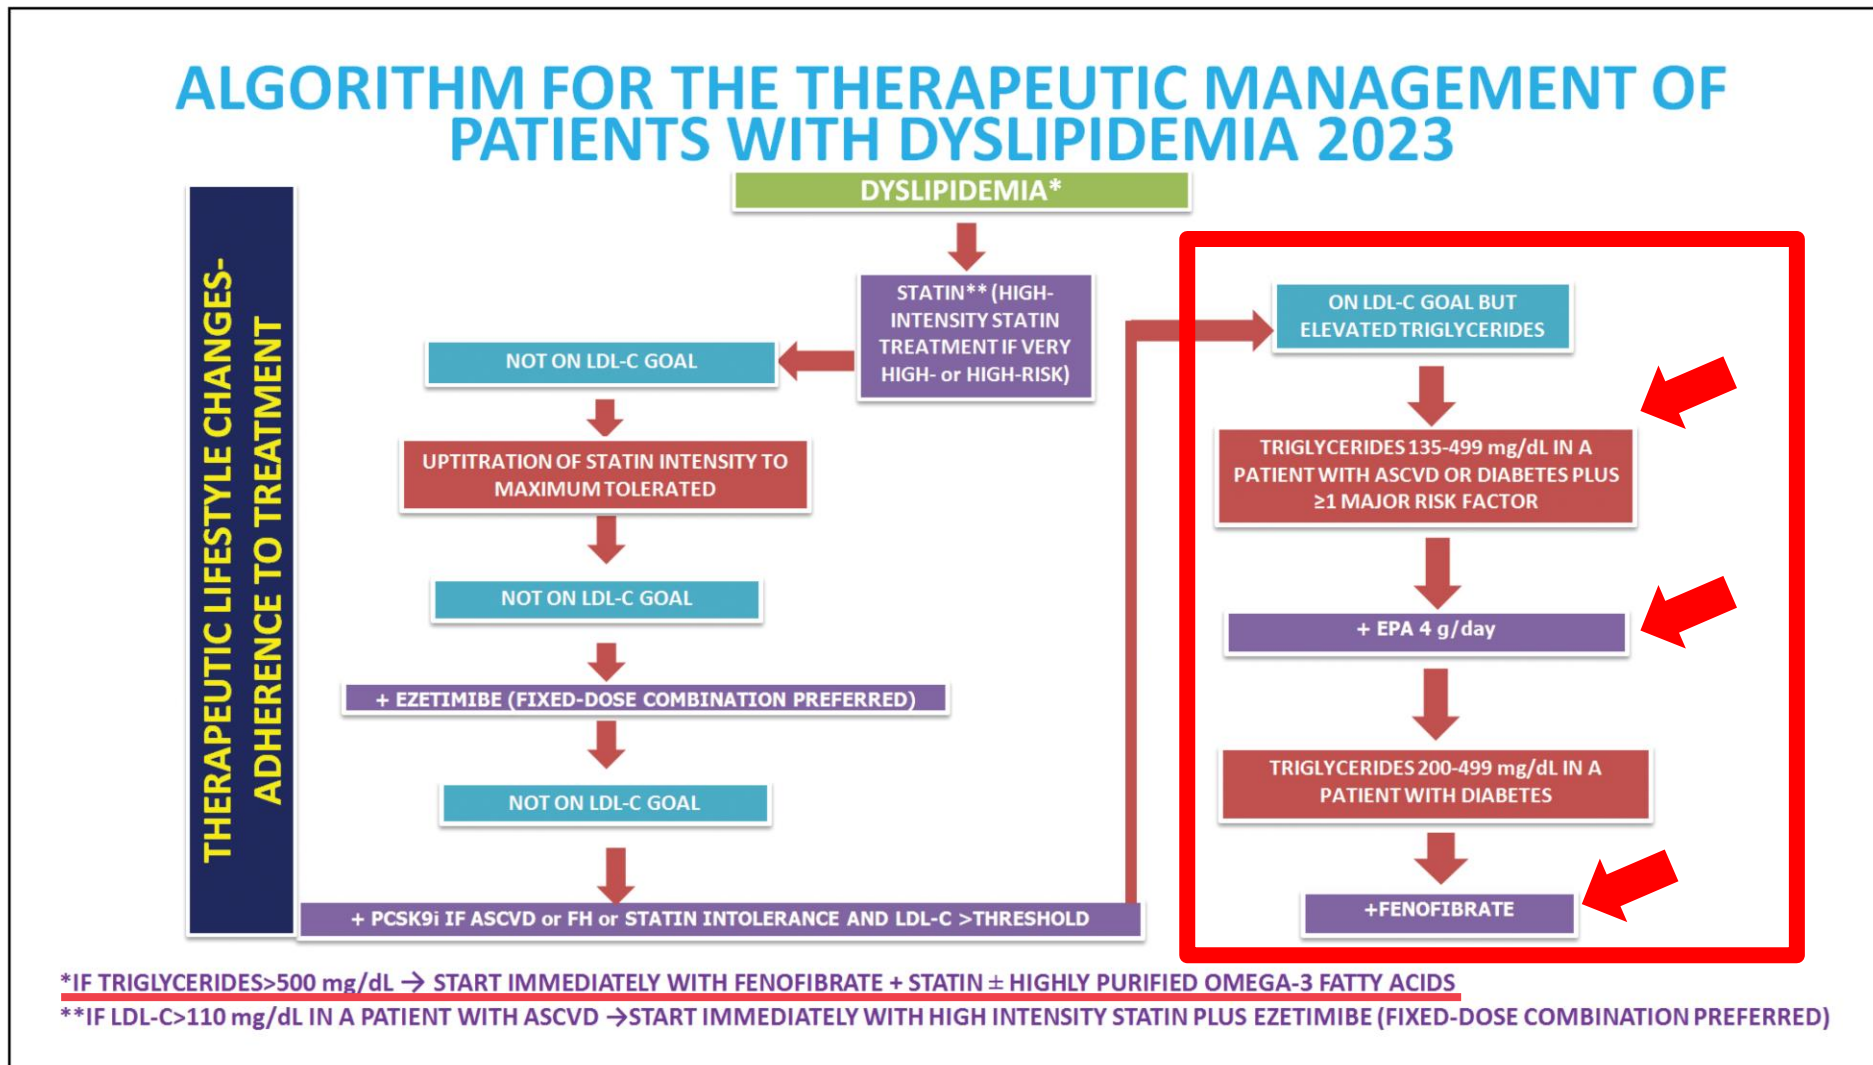 ALGORITHM FOR THE THERAPEUTIC MANAGEMENT OF
PATIENTS WITH DYSLIPIDEMIA 2023
THERAPEUTIC LIFESTYLE CHANGES-
ADHERENCE TO TREATMENT
DYSLIPIDEMIA*
STATIN** (HIGH-
INTENSITY STATIN
TREATMENT IF VERY
HIGH- or HIGH-RISK)
NOT ON LDL-C GOAL
UPTITRATION OF STATIN INTENSITY TO
MAXIMUM TOLERATED
NOT ON LDL-C GOAL
+ EZETIMIBE (FIXED-DOSE COMBINATION PREFERRED)
NOT ON LDL-C GOAL
+ PCSK9i IF ASCVD or FH or STATIN INTOLERANCE AND LDL-C >THRESHOLD
ON LDL-C GOAL BUT
ELEVATED TRIGLYCERIDES
TRIGLYCERIDES 135-499 mg/dL IN A
PATIENT WITH ASCVD OR DIABETES PLUS
≥1 MAJOR RISK FACTOR
+ EPA 4 g/day
TRIGLYCERIDES 200-499 mg/dL IN A
PATIENT WITH DIABETES
+FENOFIBRATE
*IF TRIGLYCERIDES>500 mg/dL → START IMMEDIATELY WITH FENOFIBRATE + STATIN ± HIGHLY PURIFIED OMEGA-3 FATTY ACIDS
**IF LDL-C>110 mg/dL IN A PATIENT WITH ASCVD →START IMMEDIATELY WITH HIGH INTENSITY STATIN PLUS EZETIMIBE (FIXED-DOSE COMBINATION PREFERRED)